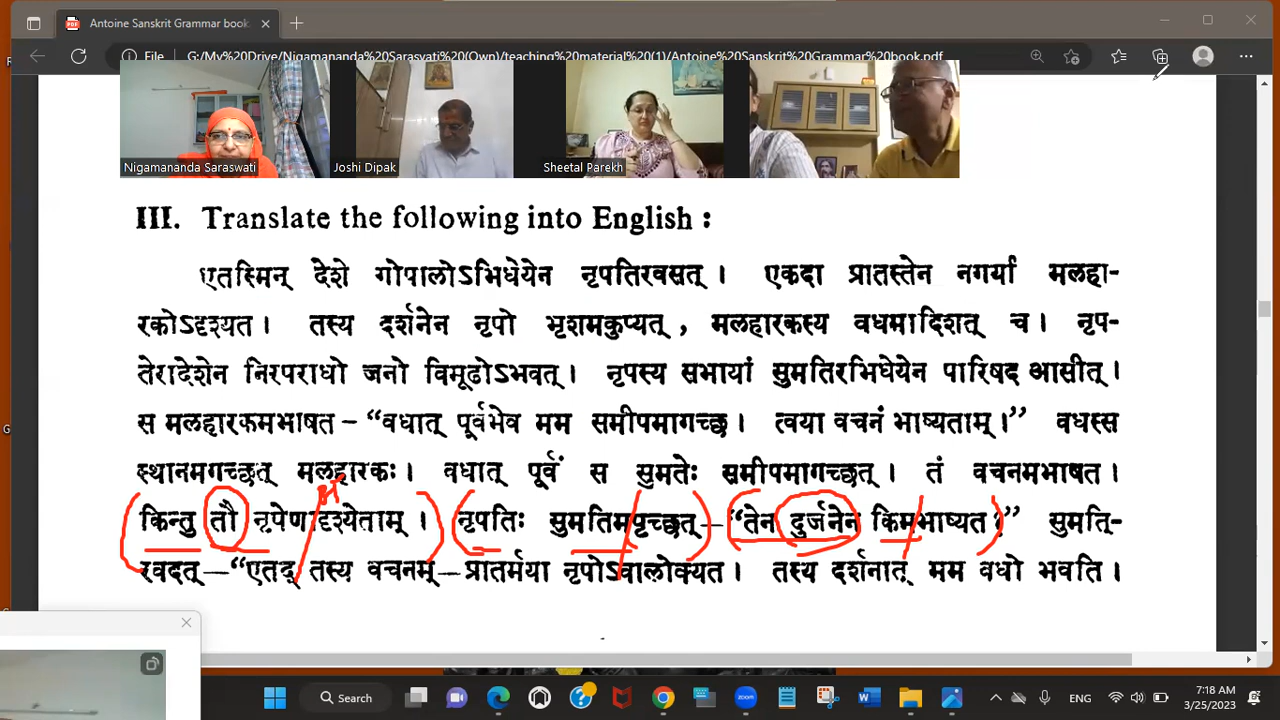 Antoine Sanskrit Grammar book.
File
G:/My%20Drive/Nigamananda%20Sarasvati%20(Own)/teaching%20material%20(1)/Antoine%20Sanskrit%20Grammar%20book.pdf
Nigamananda Saraswati
Joshi Dipak
Sheetal Parekh
III. Translate the following into English :
एतस्मिन् देशे गोपालोऽभिधेयेन नृपतिरवसत् । एकदा प्रातस्तेन नगर्यां मलहा-
रकोऽदृश्यत । तस्य दर्शनेन नृपो भृशमकुप्यत् , मलहारकस्य वधमादिशत् च । नृप-
तेरादेशेन निरपराधो जनो विमूढोऽभवत् । नृपस्य सभायां सुमतिरभिधेयेन पारिषद आसीत् ।
स मलहारकमभाषत – “वधात् पूर्वमेव मम समीपमागच्छ । त्वया वचनं भाष्यताम् ।” वधस्स
स्थानमगच्छत् मलहारकः । वधात् पूर्वं स सुमतेः समीपमागच्छत् । तं वचनमभाषत ।
किन्तु तौ नृपेणादृश्येताम् । नृपतिः सुमतिमपृच्छत् – “तेन दुर्जनेन किमभाष्यत ।” सुमति-
रवदत् – “एतद् तस्य वचनम् – प्रातर्मया नृपोऽवालोक्यत । तस्य दर्शनात् मम वधो भवति ।
Search
ENG
7:18 AM
3/25/2023